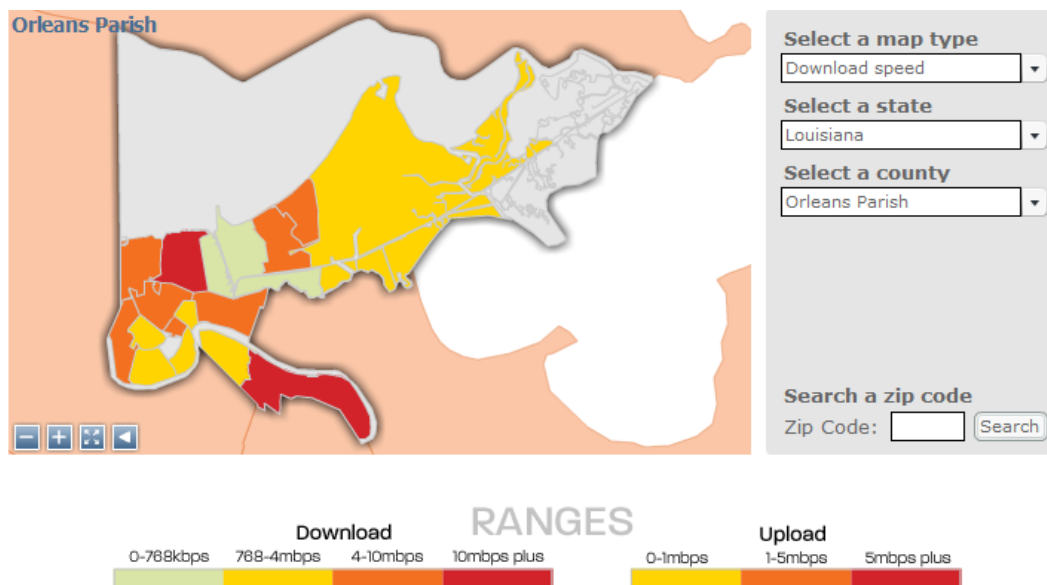 Orleans Parish
Select a map type
Download speed
Select a state
Louisiana
Select a county
Orleans Parish
Search a zip code
Zip Code:
Search
RANGES
Download
0-768kbps 768-4mbps 4-10mbps 10mbps plus
Upload
0-1mbps 1-5mbps 5mbps plus